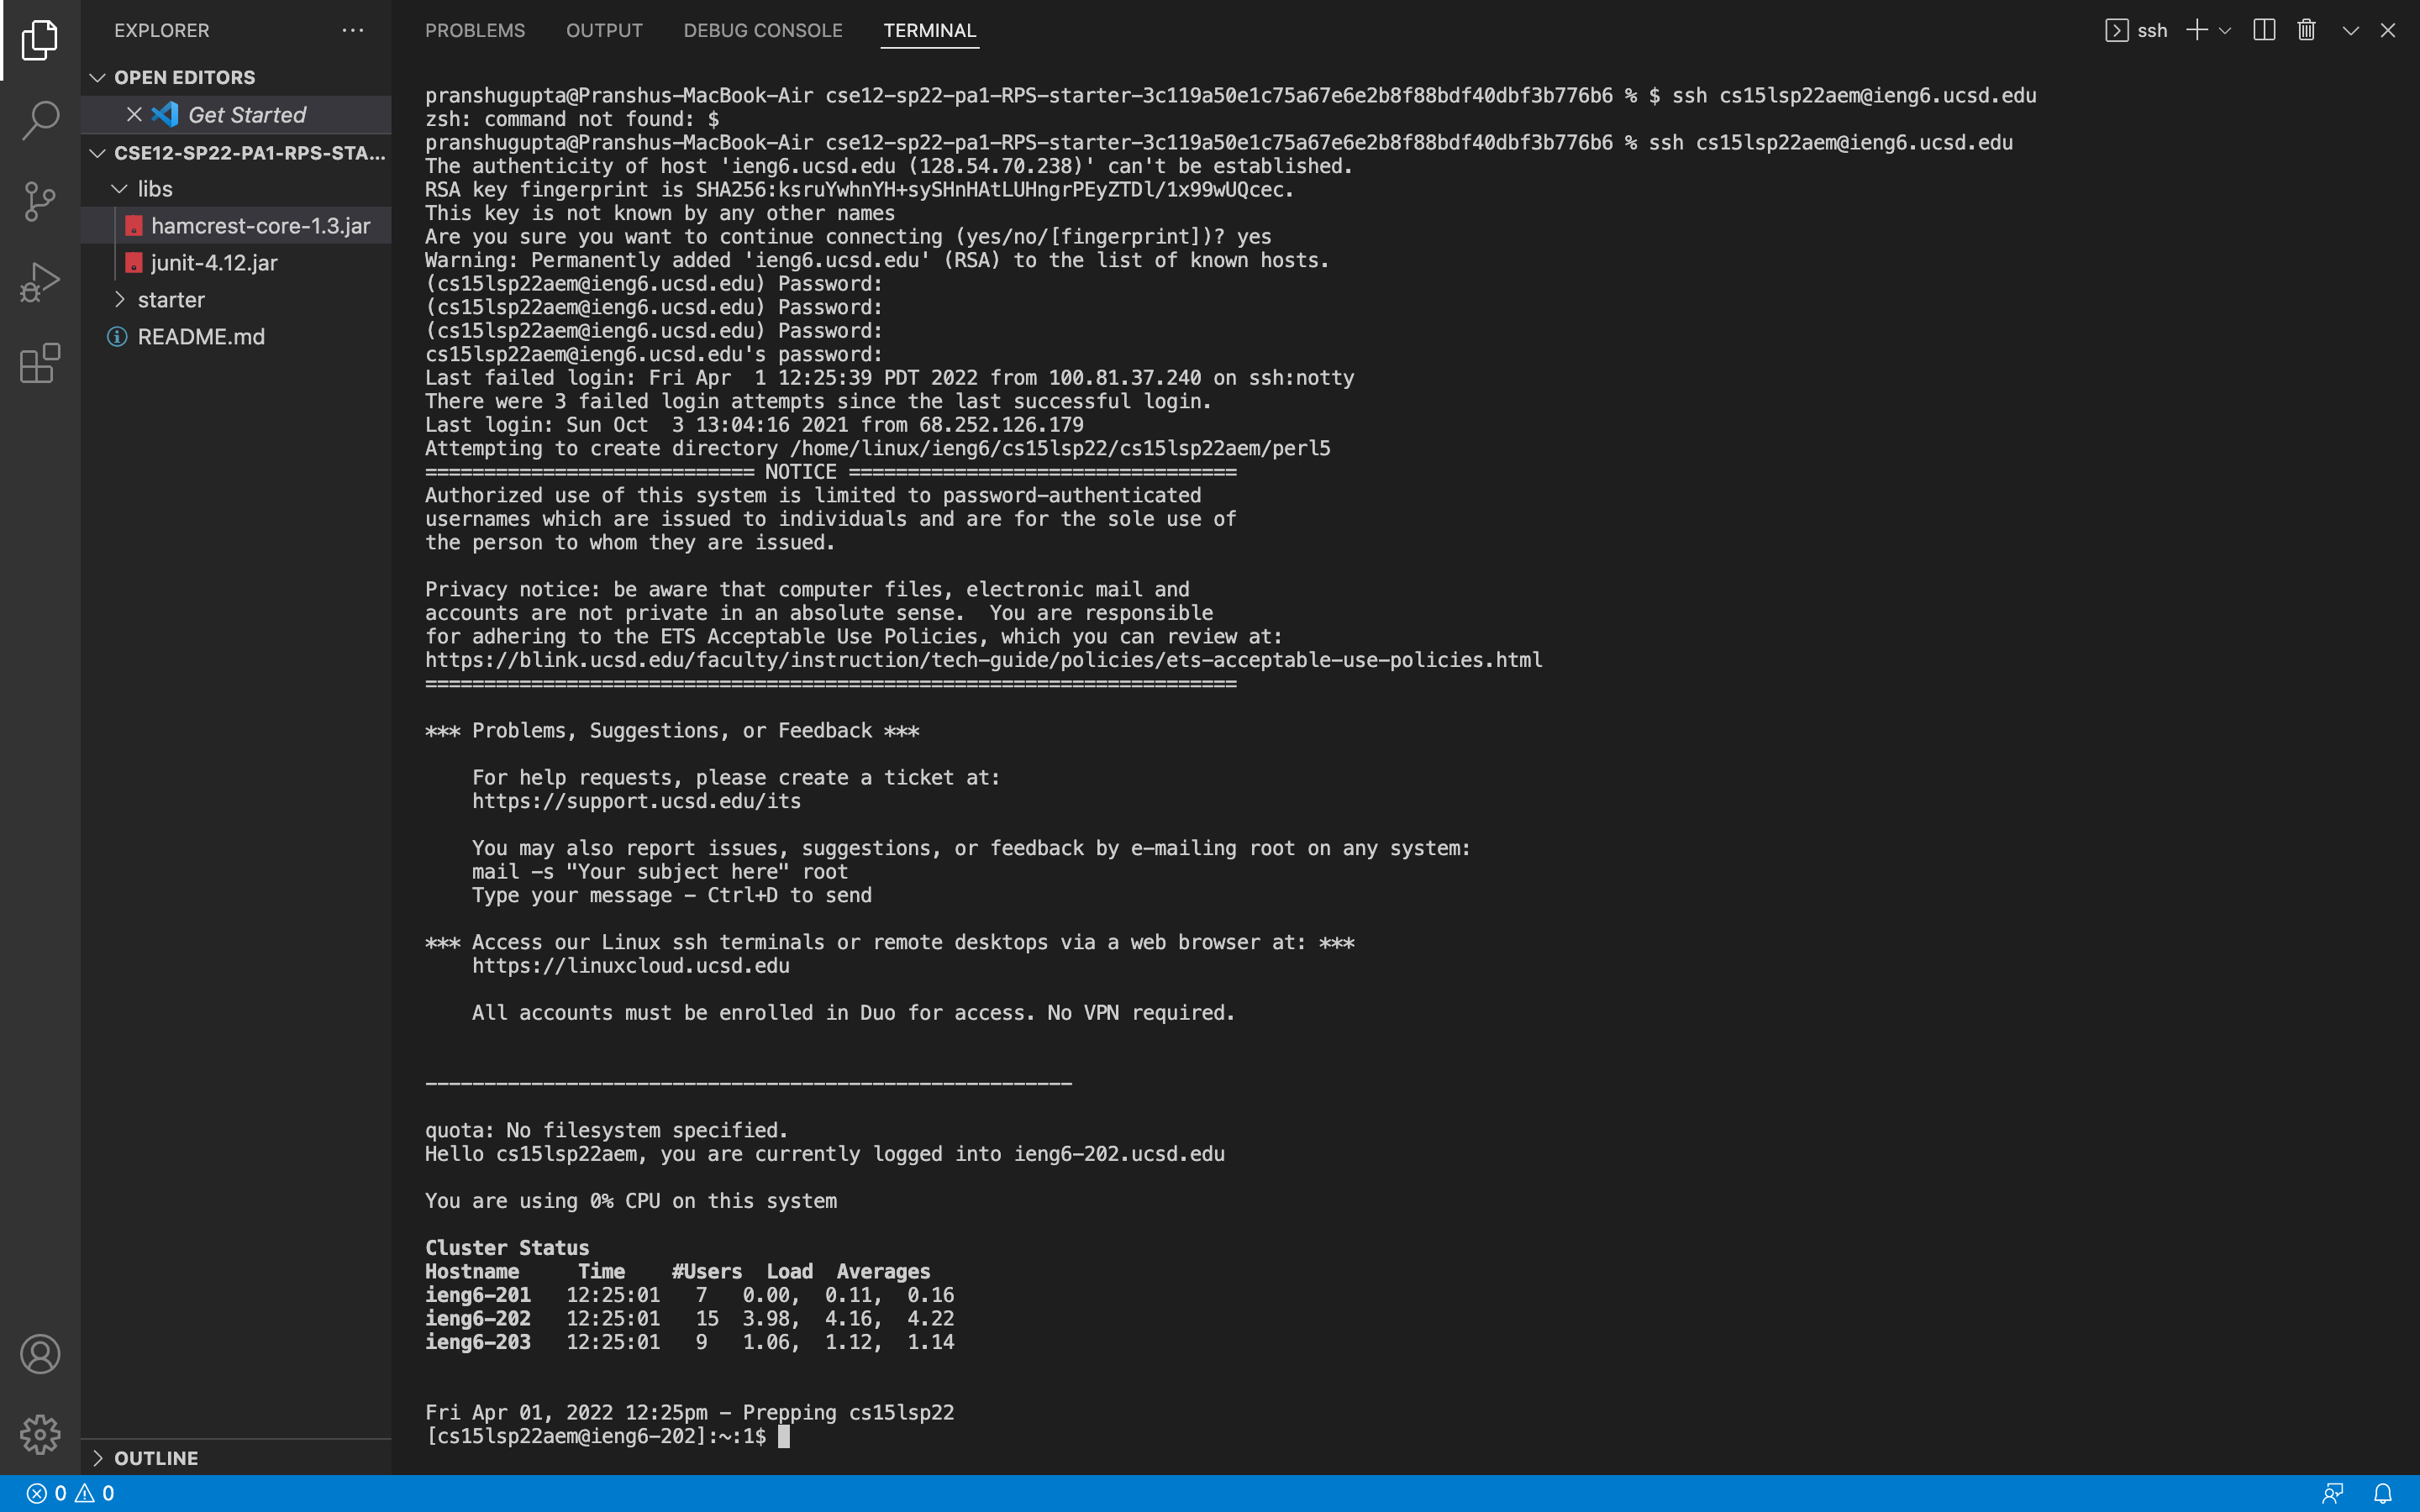 EXPLORER
OPEN EDITORS
Get Started
CSE12-SP22-PA1-RPS-STA...
libs
hamcrest-core-1.3.jar
junit-4.12.jar
starter
README.md
OUTLINE
PROBLEMS OUTPUT DEBUG CONSOLE TERMINAL
ssh
pranshugupta@Pranshus-MacBook-Air cse12-sp22-pa1-RPS-starter-3c119a50e1c75a67e6e2b8f88bdf40dbf3b776b6 % $ ssh cs15lsp22aem@ieng6.ucsd.edu
zsh: command not found: $
pranshugupta@Pranshus-MacBook-Air cse12-sp22-pa1-RPS-starter-3c119a50e1c75a67e6e2b8f88bdf40dbf3b776b6 % ssh cs15lsp22aem@ieng6.ucsd.edu
The authenticity of host 'ieng6.ucsd.edu (128.54.70.238)' can't be established.
RSA key fingerprint is SHA256:ksruYwhnYH+sySHnHAtLUHngrPEyZTDl/1x99wUQcec.
This key is not known by any other names
Are you sure you want to continue connecting (yes/no/[fingerprint])? yes
Warning: Permanently added 'ieng6.ucsd.edu' (RSA) to the list of known hosts.
(cs15lsp22aem@ieng6.ucsd.edu) Password:
(cs15lsp22aem@ieng6.ucsd.edu) Password:
(cs15lsp22aem@ieng6.ucsd.edu) Password:
cs15lsp22aem@ieng6.ucsd.edu's password:
Last failed login: Fri Apr  1 12:25:39 PDT 2022 from 100.81.37.240 on ssh:notty
There were 3 failed login attempts since the last successful login.
Last login: Sun Oct  3 13:04:16 2021 from 68.252.126.179
Attempting to create directory /home/linux/ieng6/cs15lsp22/cs15lsp22aem/perl5
============================ NOTICE =================================
Authorized use of this system is limited to password-authenticated
usernames which are issued to individuals and are for the sole use of
the person to whom they are issued.
Privacy notice: be aware that computer files, electronic mail and
accounts are not private in an absolute sense.  You are responsible
for adhering to the ETS Acceptable Use Policies, which you can review at:
https://blink.ucsd.edu/faculty/instruction/tech-guide/policies/ets-acceptable-use-policies.html
=====================================================================
*** Problems, Suggestions, or Feedback ***
For help requests, please create a ticket at:
https://support.ucsd.edu/its
You may also report issues, suggestions, or feedback by e-mailing root on any system:
mail -s "Your subject here" root
Type your message - Ctrl+D to send
*** Access our Linux ssh terminals or remote desktops via a web browser at: ***
https://linuxcloud.ucsd.edu
All accounts must be enrolled in Duo for access. No VPN required.
-------------------------------------------------------
quota: No filesystem specified.
Hello cs15lsp22aem, you are currently logged into ieng6-202.ucsd.edu
You are using 0% CPU on this system
Cluster Status
Hostname     Time    #Users  Load  Averages
ieng6-201   12:25:01   7   0.00,  0.11,  0.16
ieng6-202   12:25:01   15  3.98,  4.16,  4.22
ieng6-203   12:25:01   9   1.06,  1.12,  1.14
Fri Apr 01, 2022 12:25pm - Prepping cs15lsp22
[cs15lsp22aem@ieng6-202]:~:1$
0 0